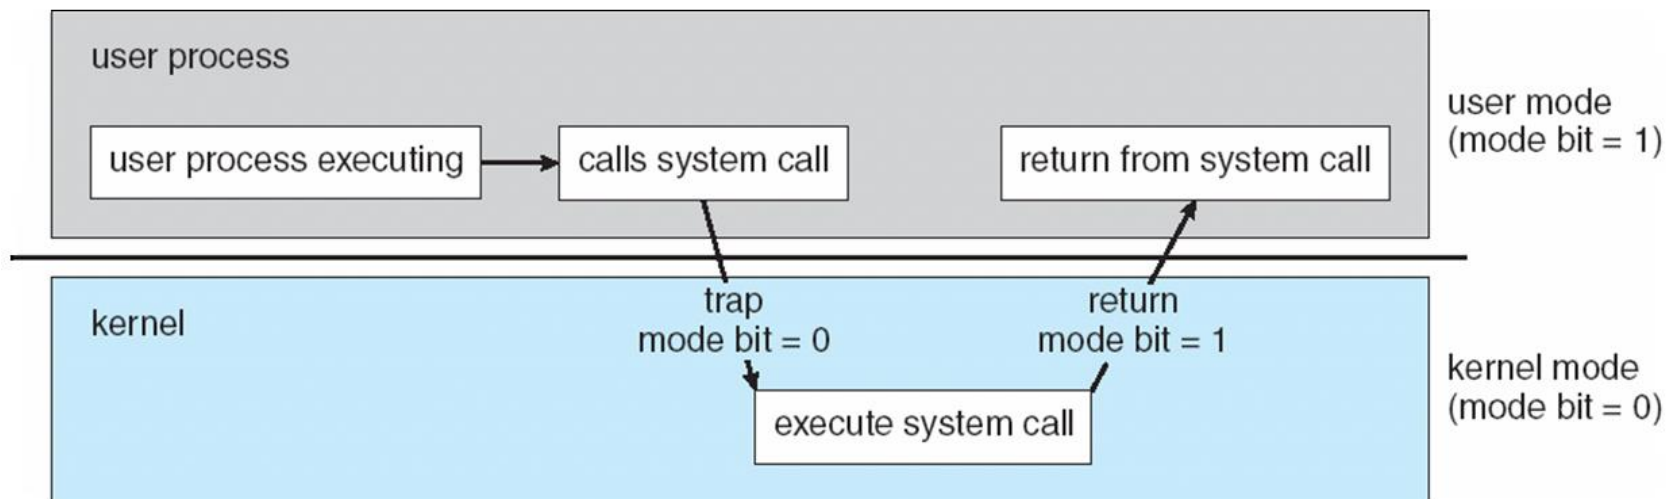 user process
user process executing
calls system call
return from system call
user mode
(mode bit = 1)
kernel
trap
mode bit = 0
return
mode bit = 1
execute system call
kernel mode
(mode bit = 0)